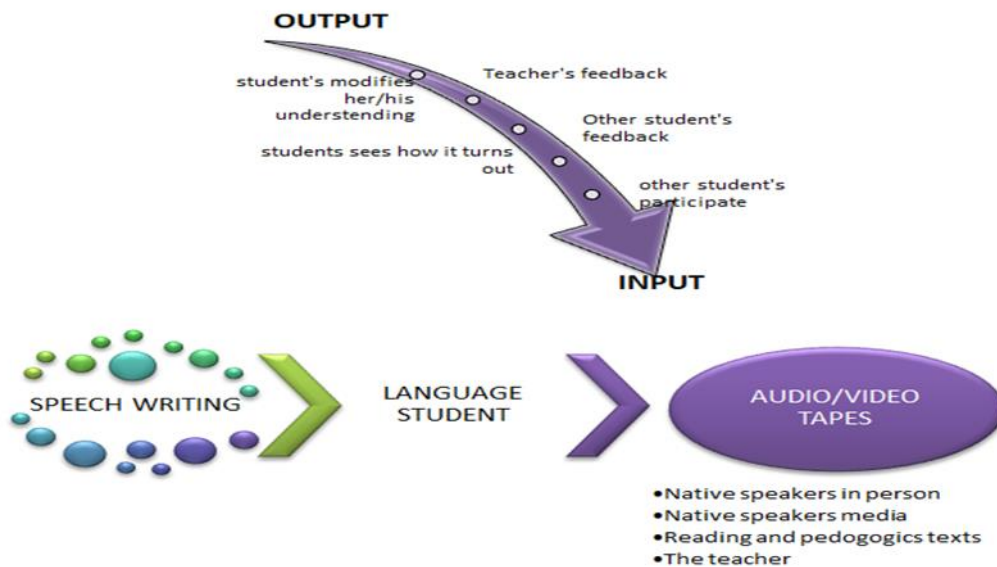 OUTPUT
Teacher's feedback
student's modifies
her/his
understending
Other student's
feedback
students sees how it turns
out
other student's
participate
INPUT
SPEECH WRITING
LANGUAGE
STUDENT
AUDIO/VIDEO
TAPES
•Native speakers in person
•Native speakers media
•Reading and pedogogics texts
•The teacher